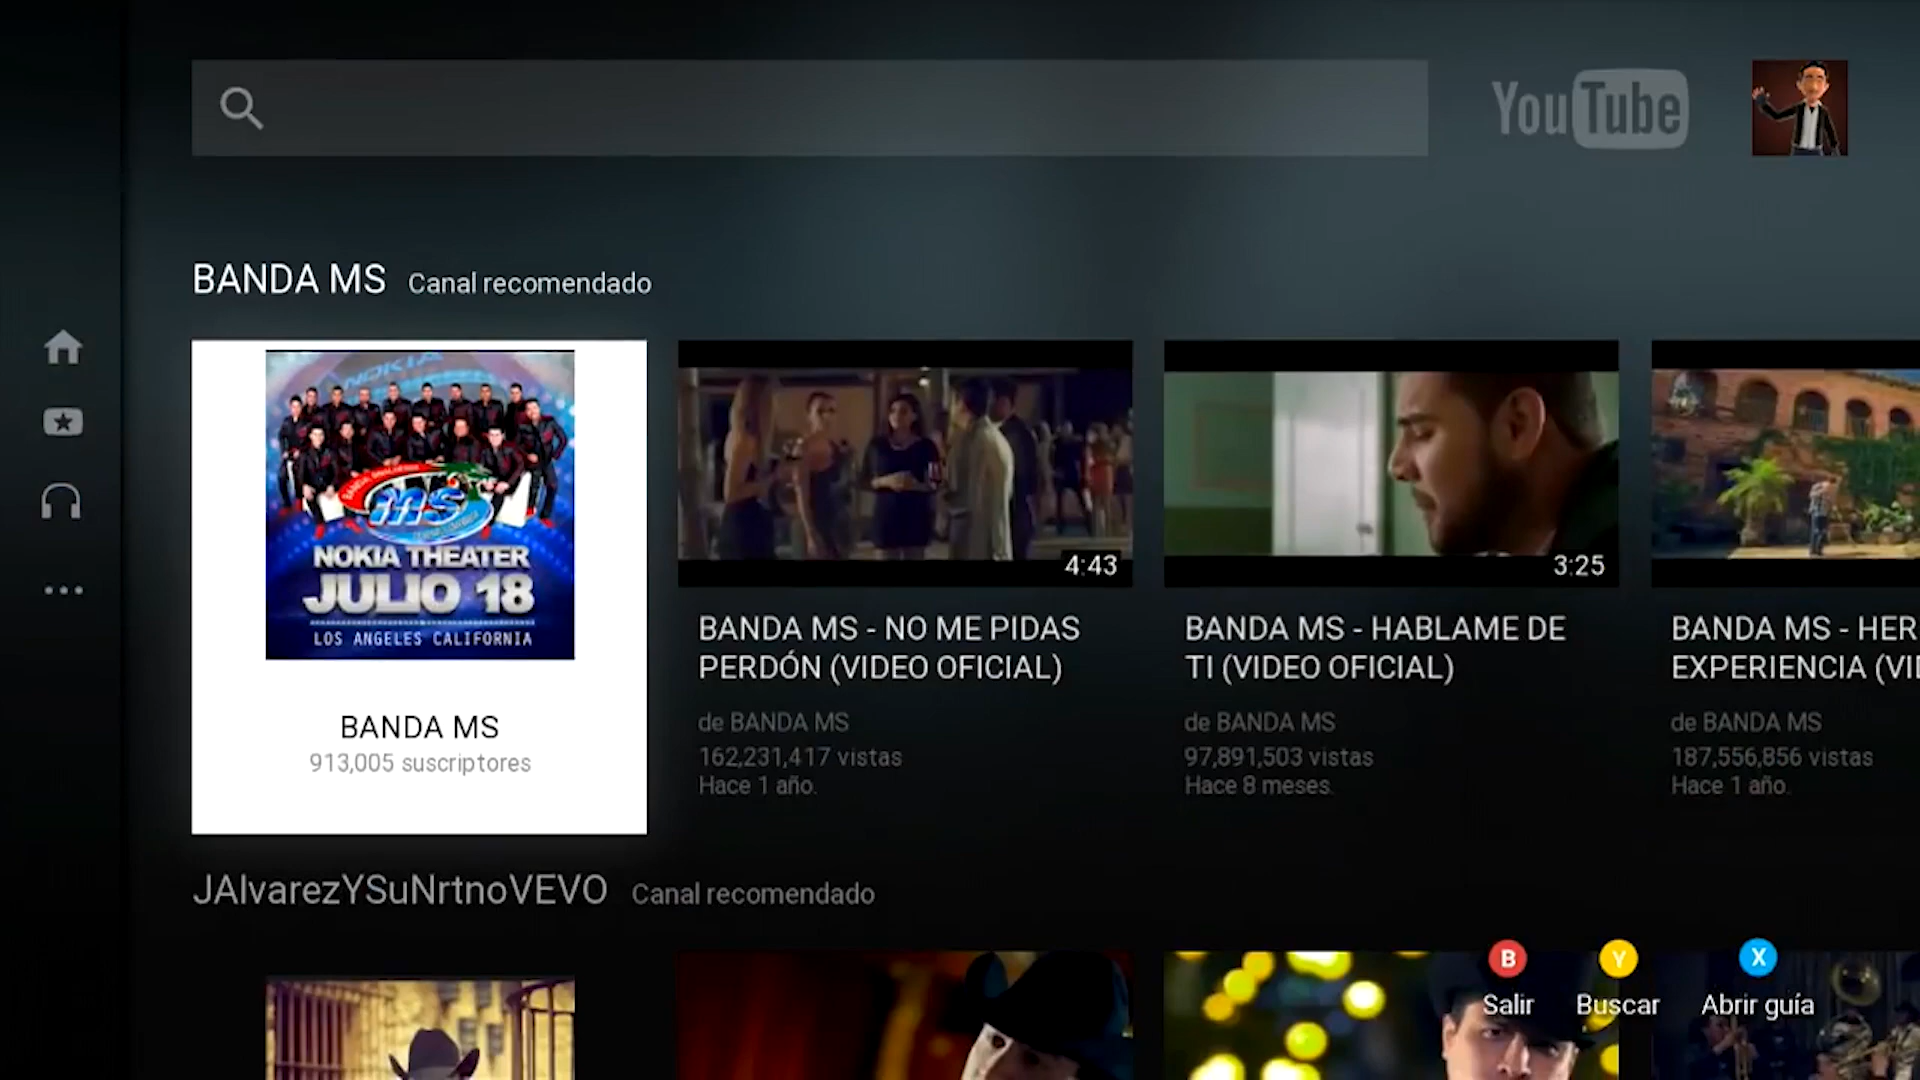 YouTube
BANDA MS Canal recomendado
MS
NOKIA THEATER
JULIO 18
LOS ANGELES CALIFORNIA
BANDA MS
913,005 suscriptores
4:43
BANDA MS - NO ME PIDAS
PERDÓN (VIDEO OFICIAL)
de BANDA MS
162,231,417 vistas
Hace 1 año.
3:25
BANDA MS - HABLAME DE
TI (VIDEO OFICIAL)
de BANDA MS
97,891,503 vistas
Hace 8 meses.
BANDA MS - HER
EXPERIENCIA (VID
de BANDA MS
187,556,856 vistas
Hace 1 año.
JAlvarezYSuNrtnoVEVO Canal recomendado
B Y X
Salir Buscar Abrir guía